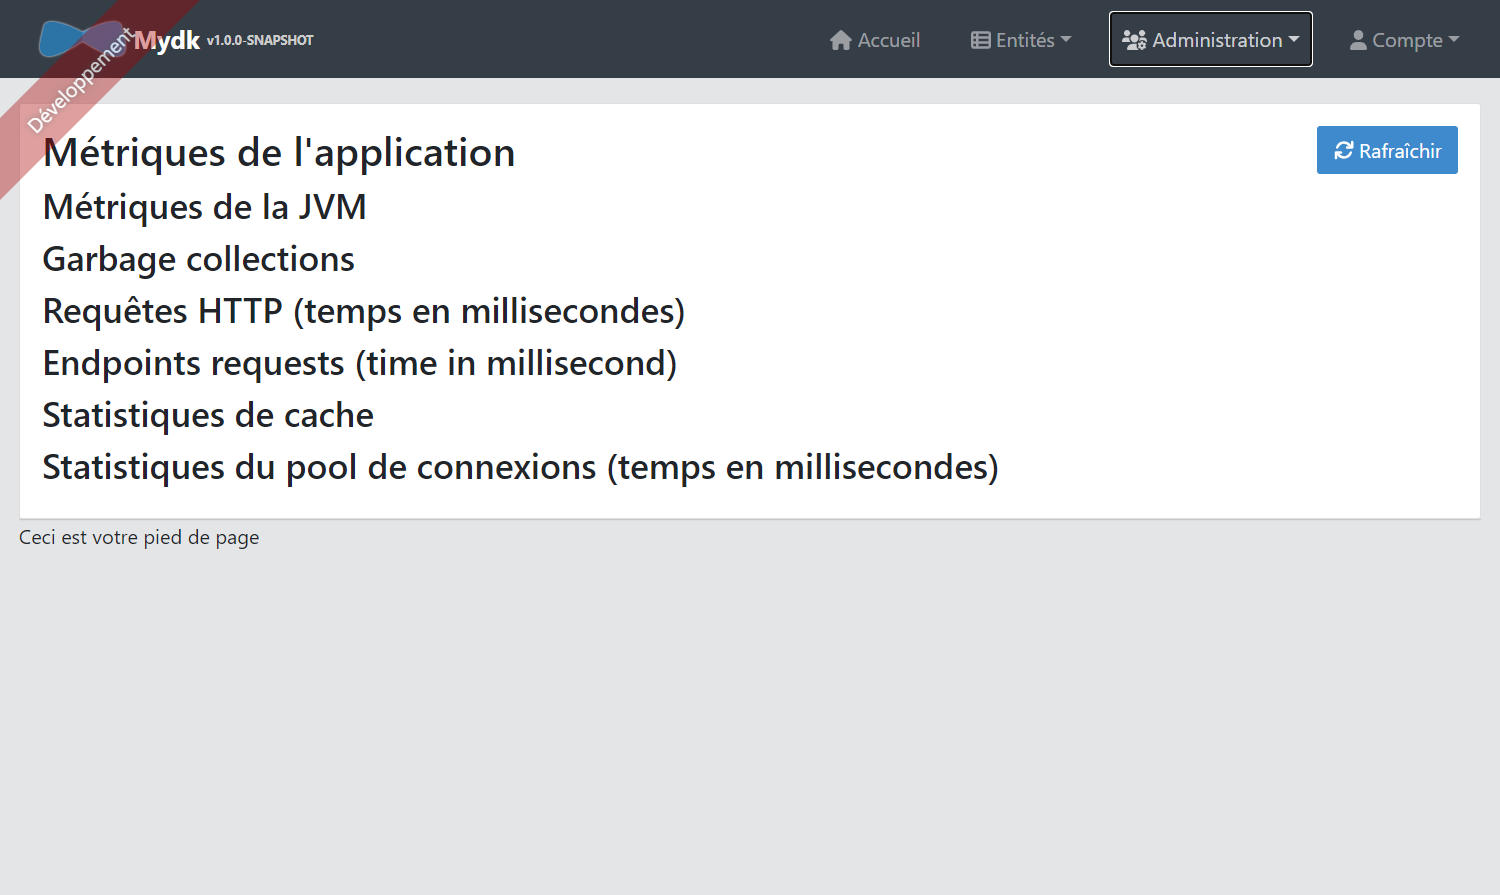 Développement
Mydk v1.0.0-SNAPSHOT
Accueil
Entités
Administration
Compte
Métriques de l'application
Rafraîchir
Métriques de la JVM
Garbage collections
Requêtes HTTP (temps en millisecondes)
Endpoints requests (time in millisecond)
Statistiques de cache
Statistiques du pool de connexions (temps en millisecondes)
Ceci est votre pied de page